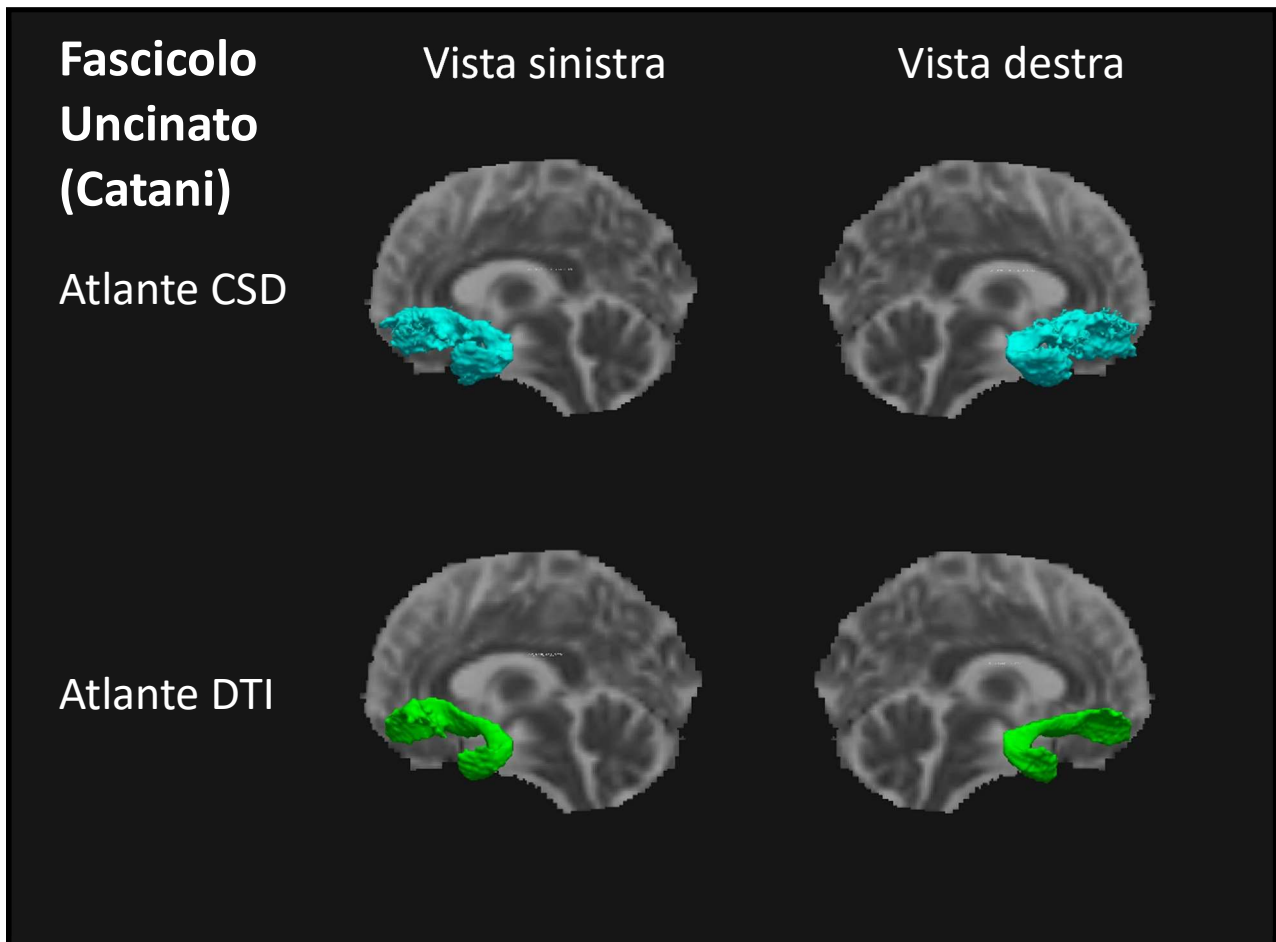 Fascicolo
Uncinato
(Catani)
Vista sinistra
Vista destra
Atlante CSD
Atlante DTI